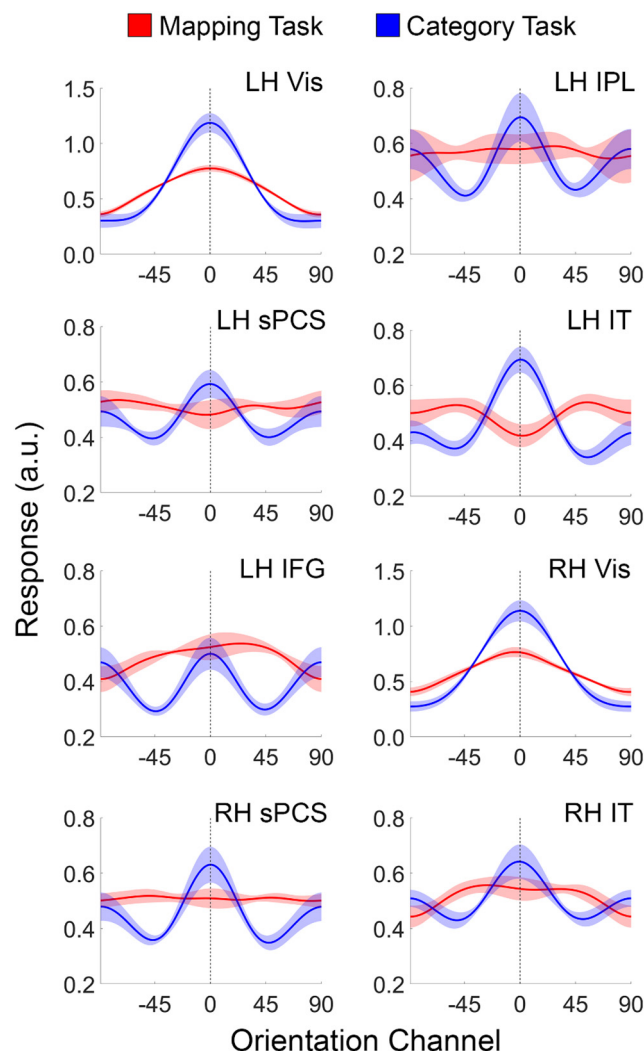 Mapping Task Category Task
LH Vis
1.5
1.0
0.5
0.0
-45 0 45 90
LH IPL
0.8
0.6
0.4
0.2
-45 0 45 90
LH sPCS
0.8
0.6
0.4
0.2
-45 0 45 90
LH IT
0.8
0.6
0.4
0.2
-45 0 45 90
LH IFG
0.8
0.6
0.4
0.2
-45 0 45 90
RH Vis
1.5
1.0
0.5
0.0
-45 0 45 90
RH sPCS
0.8
0.6
0.4
0.2
-45 0 45 90
RH IT
0.8
0.6
0.4
0.2
-45 0 45 90
Response (a.u.)
Orientation Channel